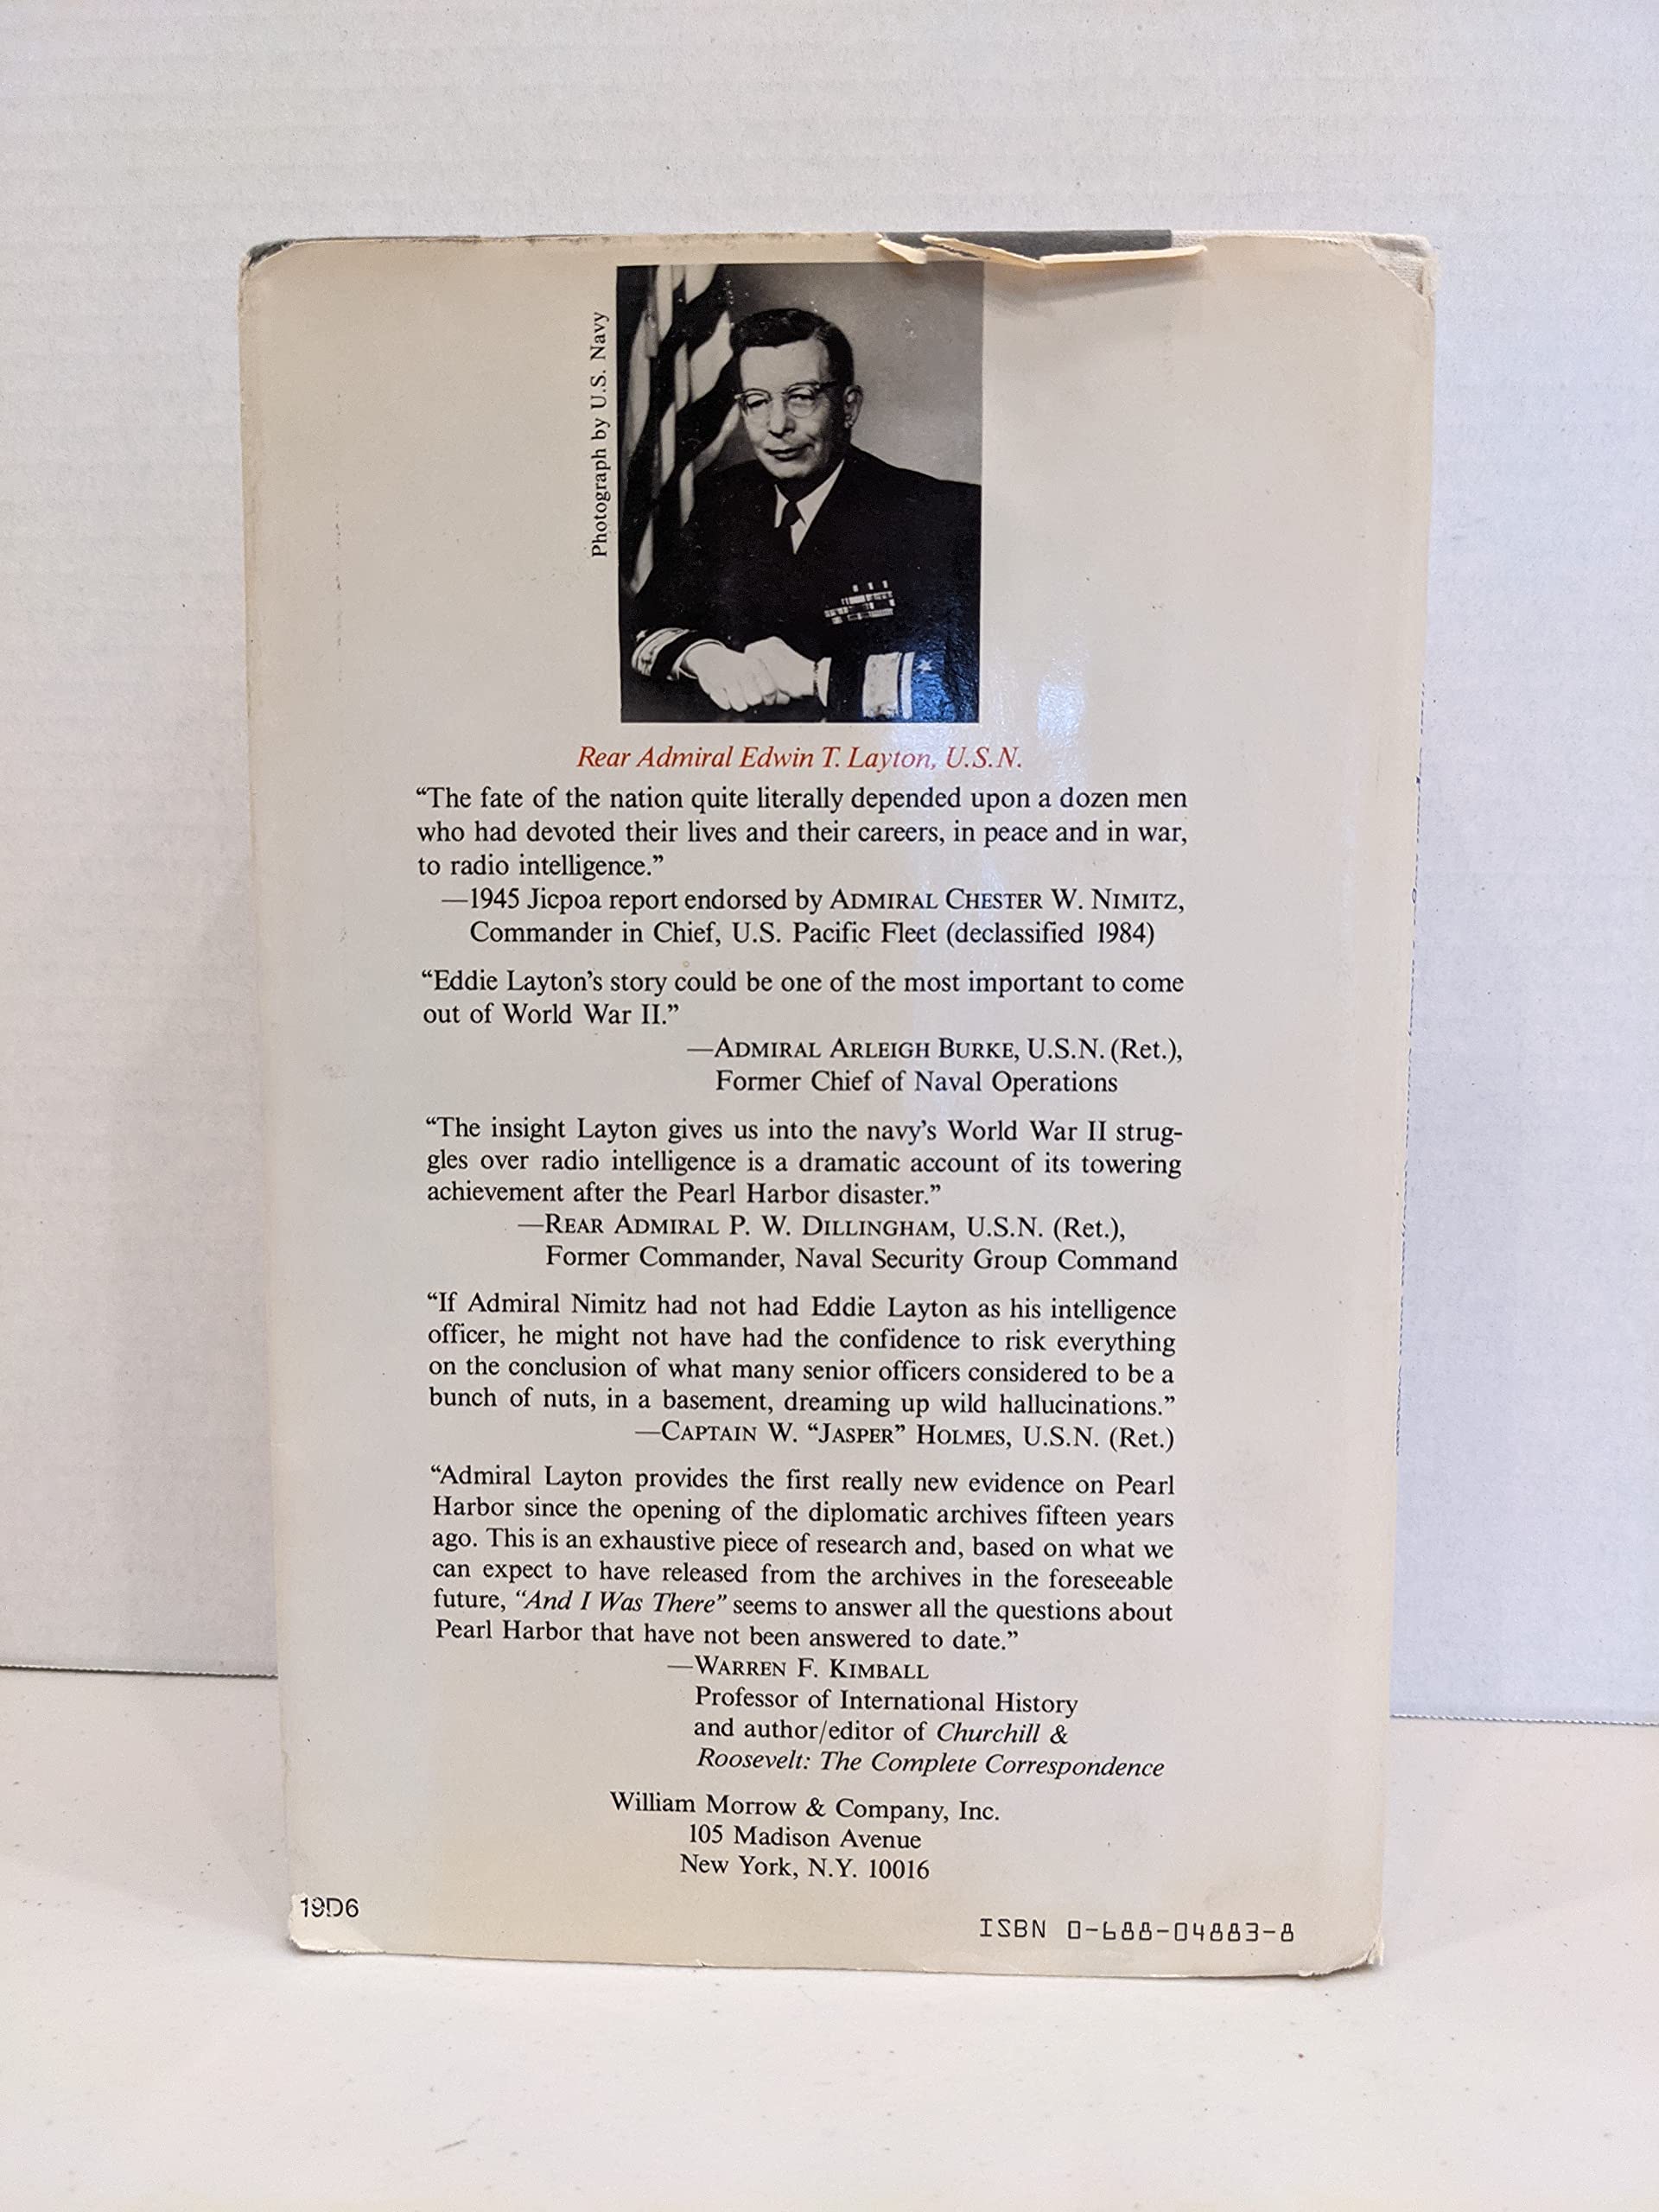 Photograph by U.S. Navy
Rear Admiral Edwin T. Layton, U.S.N.
“The fate of the nation quite literally depended upon a dozen men
who had devoted their lives and their careers, in peace and in war,
to radio intelligence.”
—1945 Jicpoa report endorsed by ADMIRAL CHESTER W. NIMITZ,
Commander in Chief, U.S. Pacific Fleet (declassified 1984)
“Eddie Layton’s story could be one of the most important to come
out of World War II.”
—ADMIRAL ARLEIGH BURKE, U.S.N. (Ret.),
Former Chief of Naval Operations
“The insight Layton gives us into the navy’s World War II strug-
gles over radio intelligence is a dramatic account of its towering
achievement after the Pearl Harbor disaster.”
—REAR ADMIRAL P. W. DILLINGHAM, U.S.N. (Ret.),
Former Commander, Naval Security Group Command
“If Admiral Nimitz had not had Eddie Layton as his intelligence
officer, he might not have had the confidence to risk everything
on the conclusion of what many senior officers considered to be a
bunch of nuts, in a basement, dreaming up wild hallucinations.”
—CAPTAIN W. “JASPER” HOLMES, U.S.N. (Ret.)
“Admiral Layton provides the first really new evidence on Pearl
Harbor since the opening of the diplomatic archives fifteen years
ago. This is an exhaustive piece of research and, based on what we
can expect to have released from the archives in the foreseeable
future, “And I Was There” seems to answer all the questions about
Pearl Harbor that have not been answered to date.”
—WARREN F. KIMBALL
Professor of International History
and author/editor of Churchill &
Roosevelt: The Complete Correspondence
William Morrow & Company, Inc.
105 Madison Avenue
New York, N.Y. 10016
19D6
ISBN 0-688-04883-8